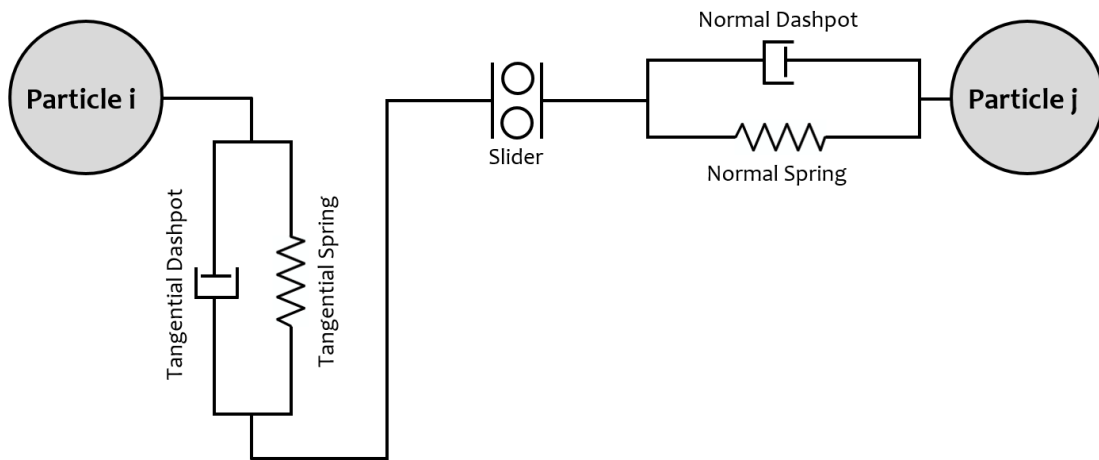 Normal Dashpot
Particle i
Particle j
Slider
Normal Spring
Tangential Dashpot
Tangential Spring